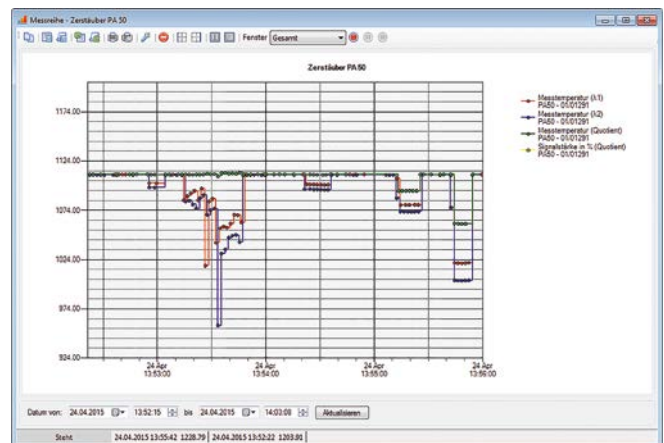 Messreihe - Zerstäuber PA 50
Fenster Gesamt
Zerstäuber PA50
1174.00
1124.00
1074.00
1024.00
974.00
924.00
24 Apr
13:53:00
24 Apr
13:54:00
24 Apr
13:55:00
24 Apr
13:56:00
Messtemperatur (λ1)
PA50 - 01/01291
Messtemperatur (λ2)
PA50 - 01/01291
Messtemperatur (Quotient)
PA50 - 01/01291
Signalstärke in % (Quotient)
PA50 - 01/01291
Datum von: 24.04.2015 13:52:15 bis 24.04.2015 14:03:08 Aktualisieren
Steht 24.04.2015 13:55:42 1228.79 24.04.2015 13:52:22 1203.91